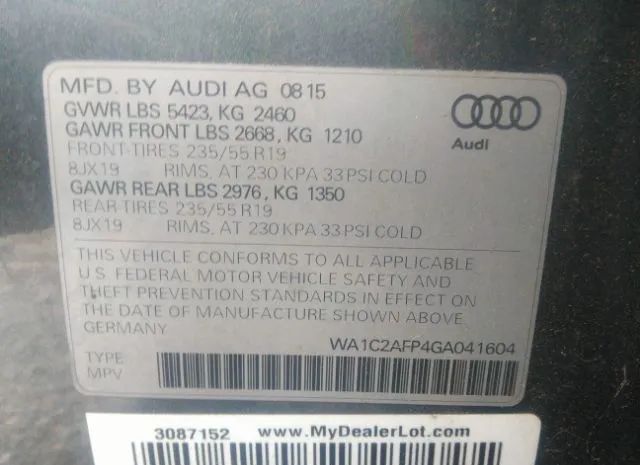 MFD. BY AUDI AG 0815
GVWR LBS 5423, KG 2460
GAWR FRONT LBS 2668, KG 1210
FRONT-TIRES 235/55 R19
8JX19 RIMS, AT 230 KPA 33 PSI COLD
GAWR REAR LBS 2976, KG 1350
REAR-TIRES 235/55 R19
8JX19 RIMS, AT 230 KPA 33 PSI COLD
Audi
THIS VEHICLE CONFORMS TO ALL APPLICABLE
U.S. FEDERAL MOTOR VEHICLE SAFETY AND
THEFT PREVENTION STANDARDS IN EFFECT ON
THE DATE OF MANUFACTURE SHOWN ABOVE.
GERMANY
WA1C2AFP4GA041604
TYPE
MPV
3087152 www.MyDealerLot.com